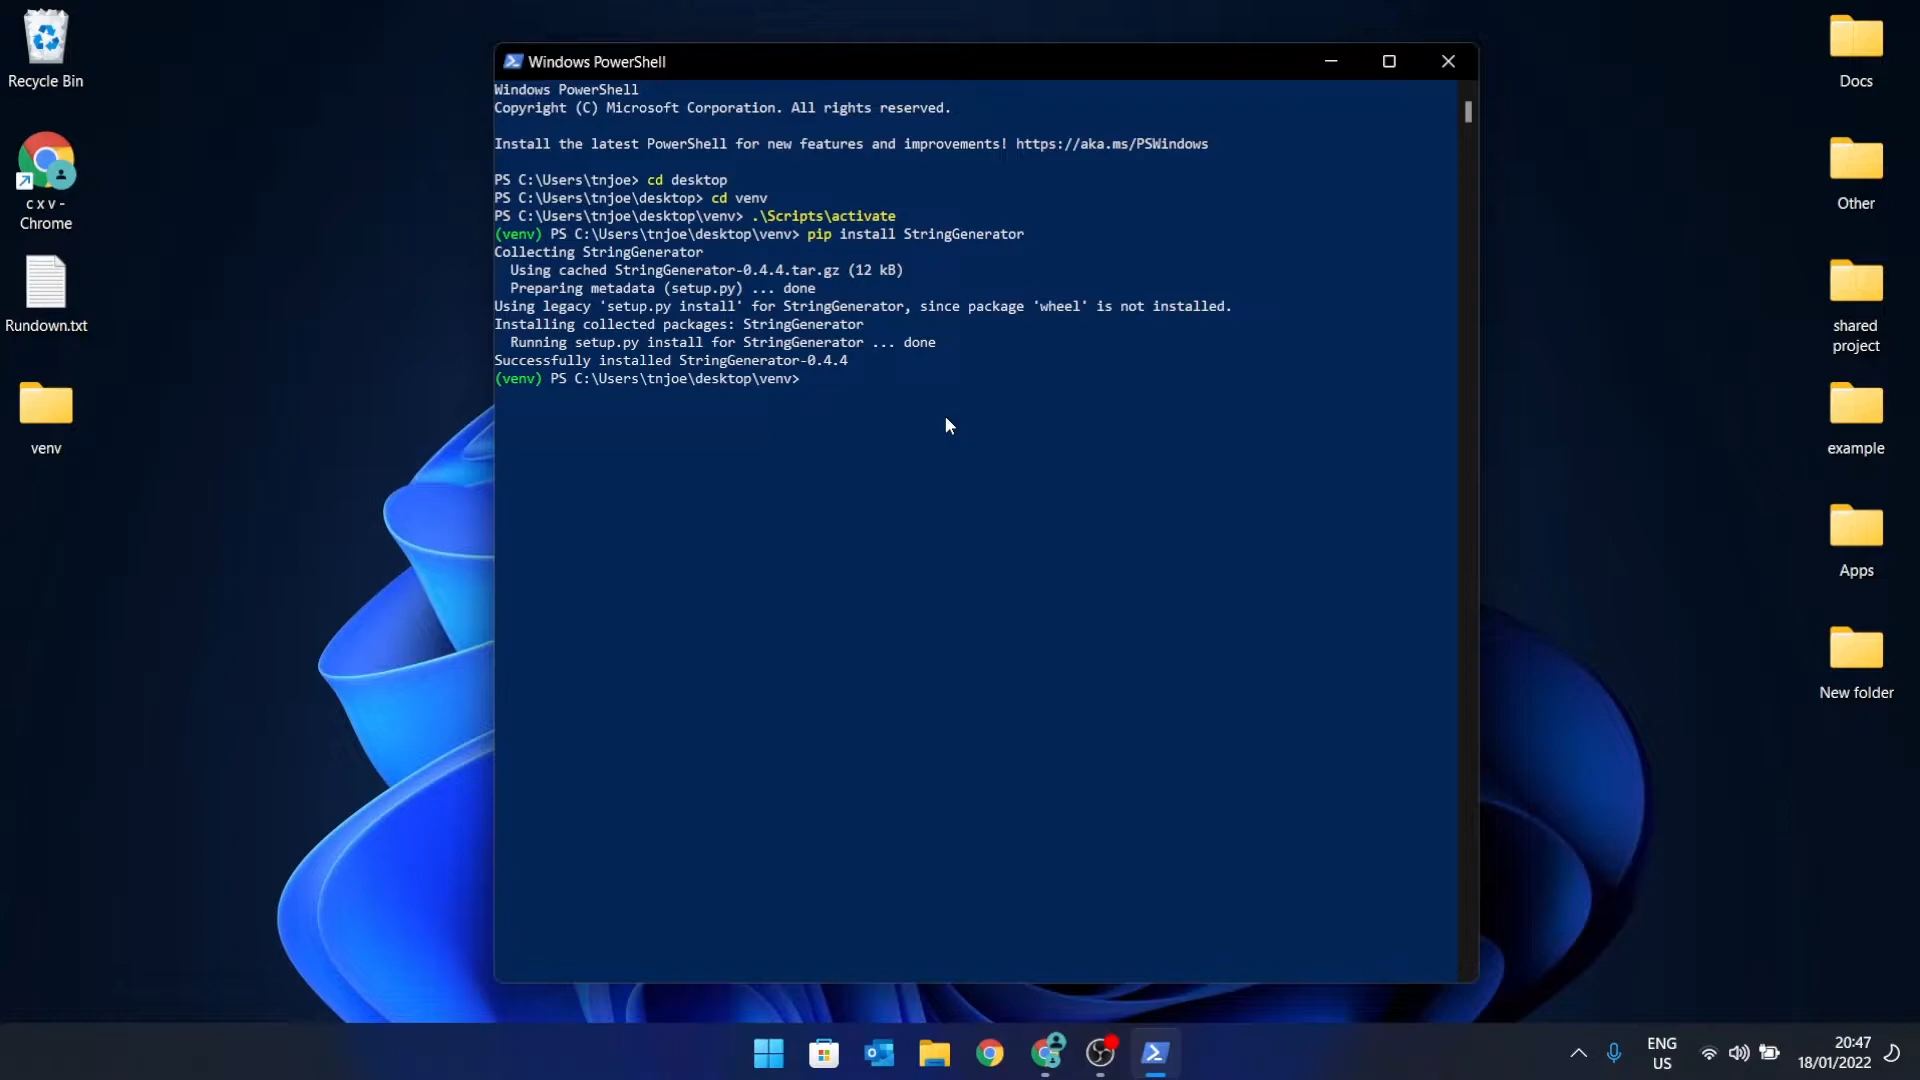 Recycle Bin
c x v -
Chrome
Rundown.txt
venv
Windows PowerShell
Windows PowerShell
Copyright (C) Microsoft Corporation. All rights reserved.
Install the latest PowerShell for new features and improvements! https://aka.ms/PSWindows
PS C:\Users\tnjoe> cd desktop
PS C:\Users\tnjoe\desktop> cd venv
PS C:\Users\tnjoe\desktop\venv> .\Scripts\activate
(venv) PS C:\Users\tnjoe\desktop\venv> pip install StringGenerator
Collecting StringGenerator
Using cached StringGenerator-0.4.4.tar.gz (12 kB)
Preparing metadata (setup.py) ... done
Using legacy 'setup.py install' for StringGenerator, since package 'wheel' is not installed.
Installing collected packages: StringGenerator
Running setup.py install for StringGenerator ... done
Successfully installed StringGenerator-0.4.4
(venv) PS C:\Users\tnjoe\desktop\venv>
Docs
Other
shared
project
example
Apps
New folder
ENG
US
20:47
18/01/2022